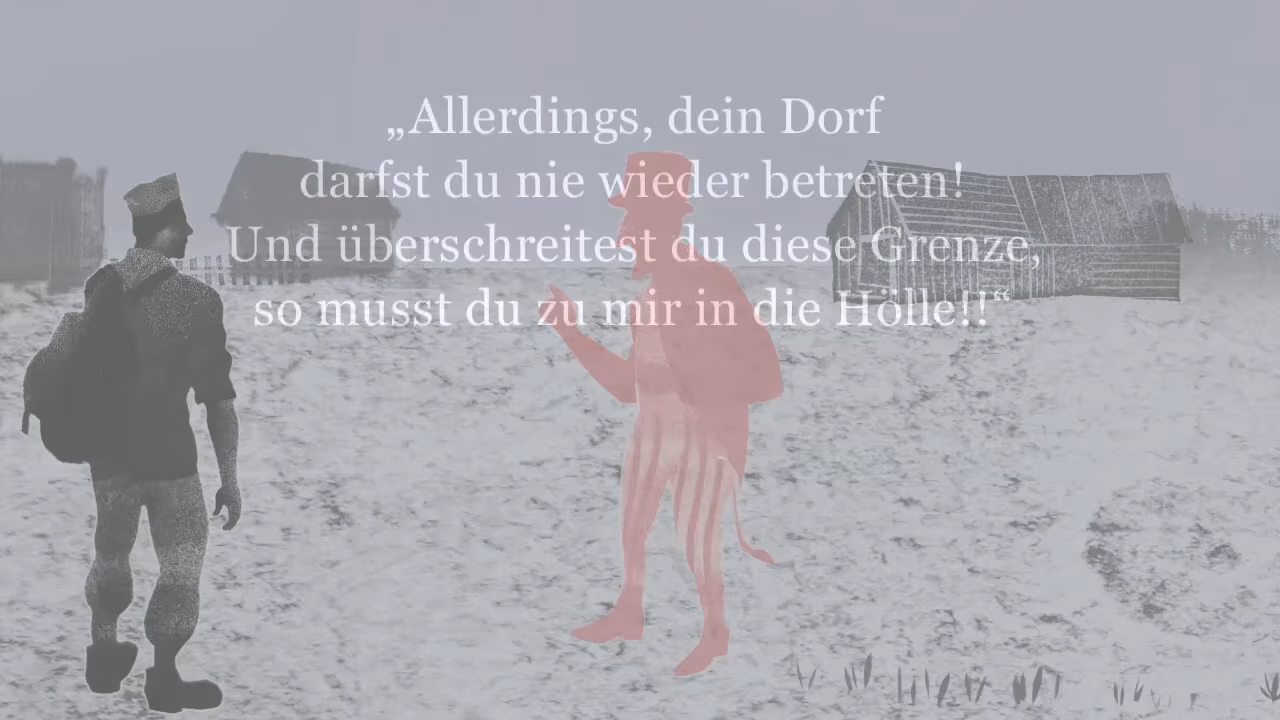 „Allerdings, dein Dorf
darfst du nie wieder betreten!
Und überschreitest du diese Grenze,
so musst du zu mir in die Hölle!!“